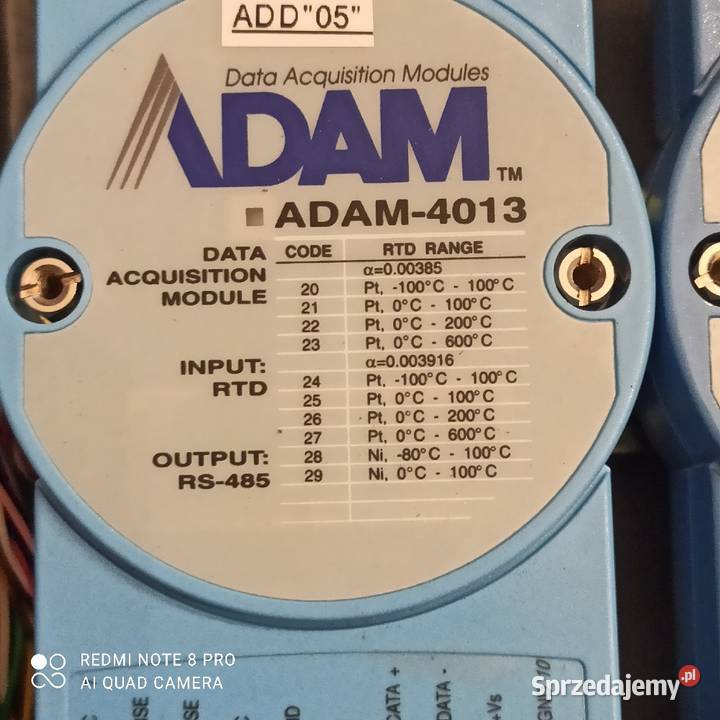 ADD"05"
Data Acquisition Modules
ADAM™
ADAM-4013
DATA ACQUISITION MODULE
INPUT: RTD
OUTPUT: RS-485
CODE RTD RANGE
α=0.00385
20 Pt, -100°C - 100°C
21 Pt, 0°C - 100°C
22 Pt, 0°C - 200°C
23 Pt, 0°C - 600°C
α=0.003916
24 Pt, -100°C - 100°C
25 Pt, 0°C - 100°C
26 Pt, 0°C - 200°C
27 Pt, 0°C - 600°C
28 Ni, -80°C - 100°C
29 Ni, 0°C - 100°C
DATA +
DATA -
+Vs
REDMI NOTE 8 PRO
AI QUAD CAMERA
Sprzedajemy.pl